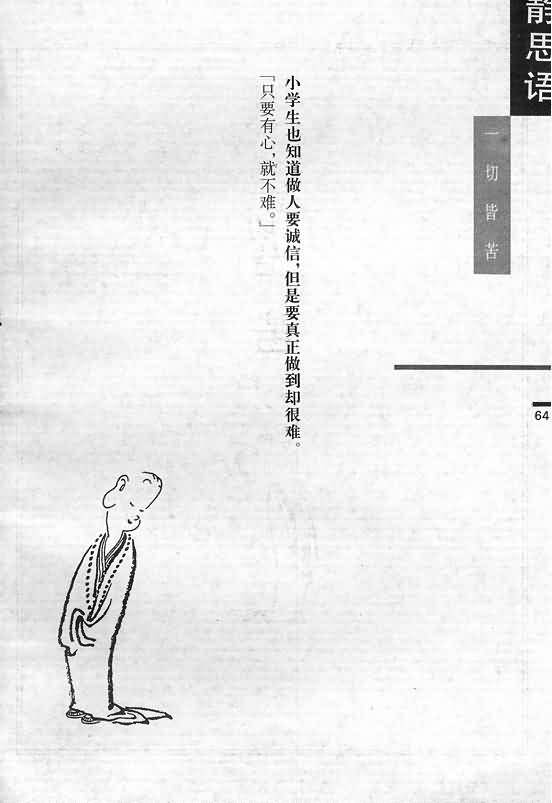 静思语
一切皆苦
小学生也知道做人要诚信，但是要真正做到却很难。
「只要有心，就不难。」
64